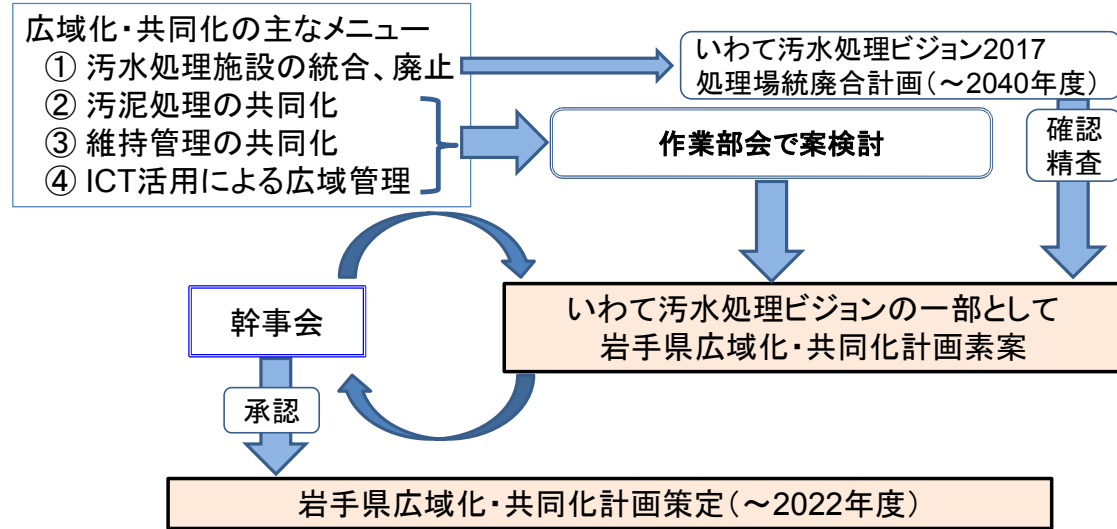 広域化・共同化の主なメニュー
① 汚水処理施設の統合、廃止
② 汚泥処理の共同化
③ 維持管理の共同化
④ ICT活用による広域管理
いわて汚水処理ビジョン2017
処理場統廃合計画(～2040年度)
作業部会で案検討
確認
精査
幹事会
いわて汚水処理ビジョンの一部として
岩手県広域化・共同化計画素案
承認
岩手県広域化・共同化計画策定(～2022年度)